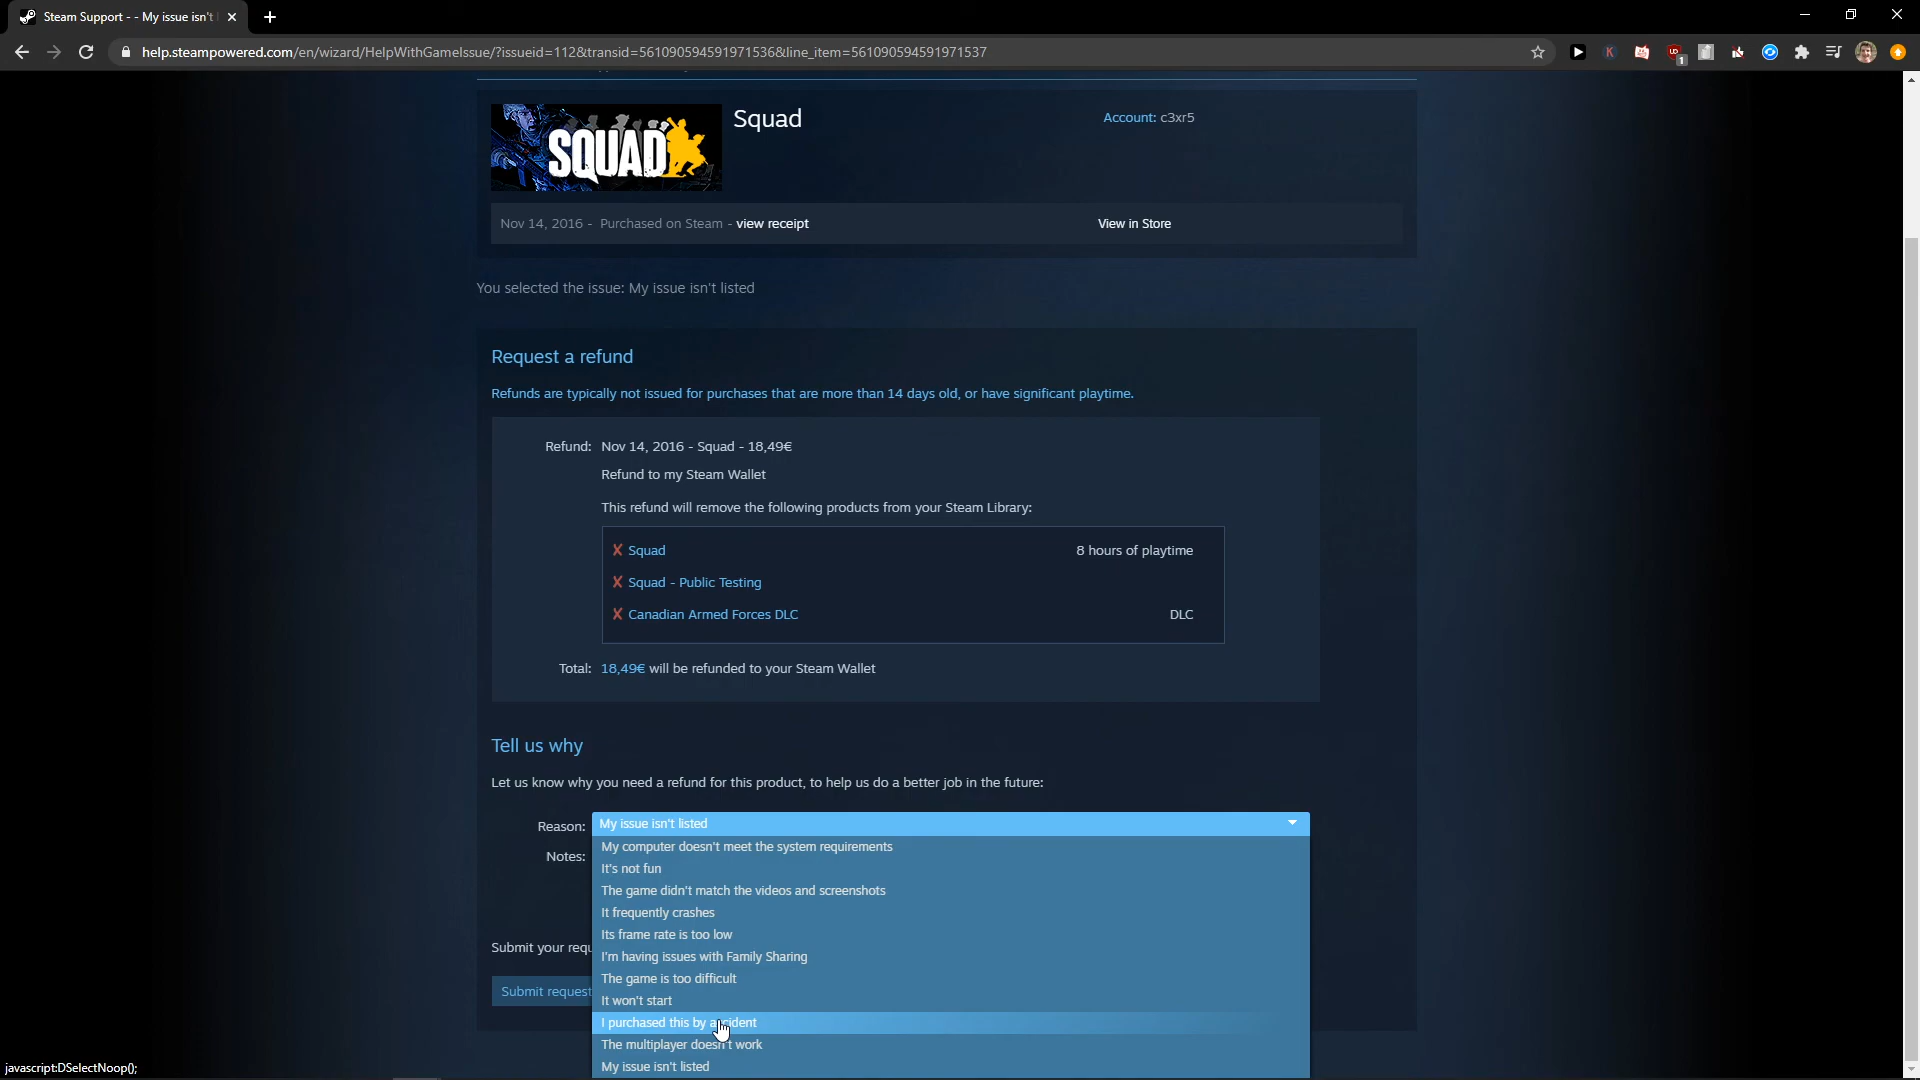 Steam Support - - My issue isn't
help.steampowered.com/en/wizard/HelpWithGameIssue/?issueid=112&transid=561090594591971536&line_item=561090594591971537
K
UD
1
SQUAD
Squad
Account: c3xr5
Nov 14, 2016 - Purchased on Steam - view receipt
View in Store
You selected the issue: My issue isn't listed
Request a refund
Refunds are typically not issued for purchases that are more than 14 days old, or have significant playtime.
Refund: Nov 14, 2016 - Squad - 18,49€
Refund to my Steam Wallet
This refund will remove the following products from your Steam Library:
X Squad 8 hours of playtime
X Squad - Public Testing
X Canadian Armed Forces DLC DLC
Total: 18,49€ will be refunded to your Steam Wallet
Tell us why
Let us know why you need a refund for this product, to help us do a better job in the future:
Reason: My issue isn't listed
My computer doesn't meet the system requirements
Notes:
It's not fun
The game didn't match the videos and screenshots
It frequently crashes
Its frame rate is too low
Submit your requ
I'm having issues with Family Sharing
The game is too difficult
Submit request
It won't start
I purchased this by accident
The multiplayer doesn't work
My issue isn't listed
javascript:DSelectNoop();